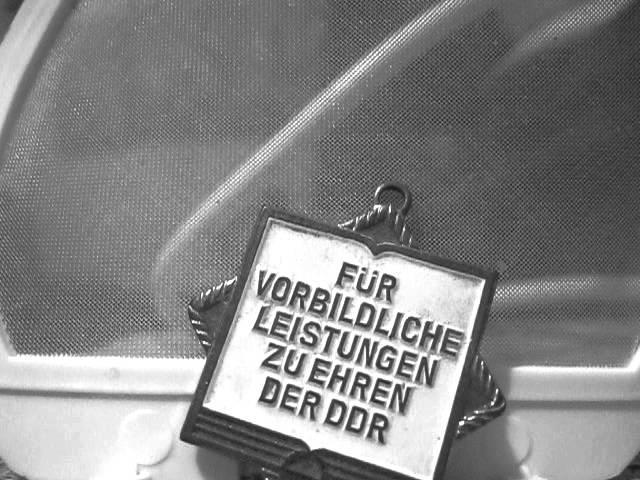 FÜR
VORBILDLICHE
LEISTUNGEN
ZU EHREN
DER DDR